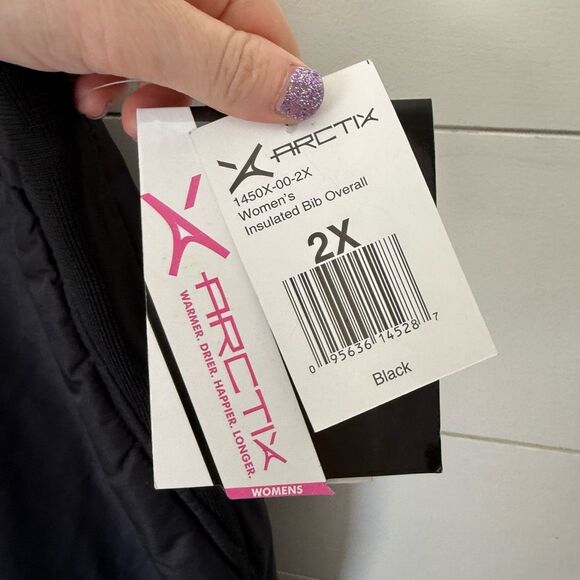 ARCTIX
1450X-00-2X
Women's
Insulated Bib Overall
2X
0 95636 14528 7
Black
ARCTIX
WARMER. DRIER. HAPPIER. LONGER.
WOMENS